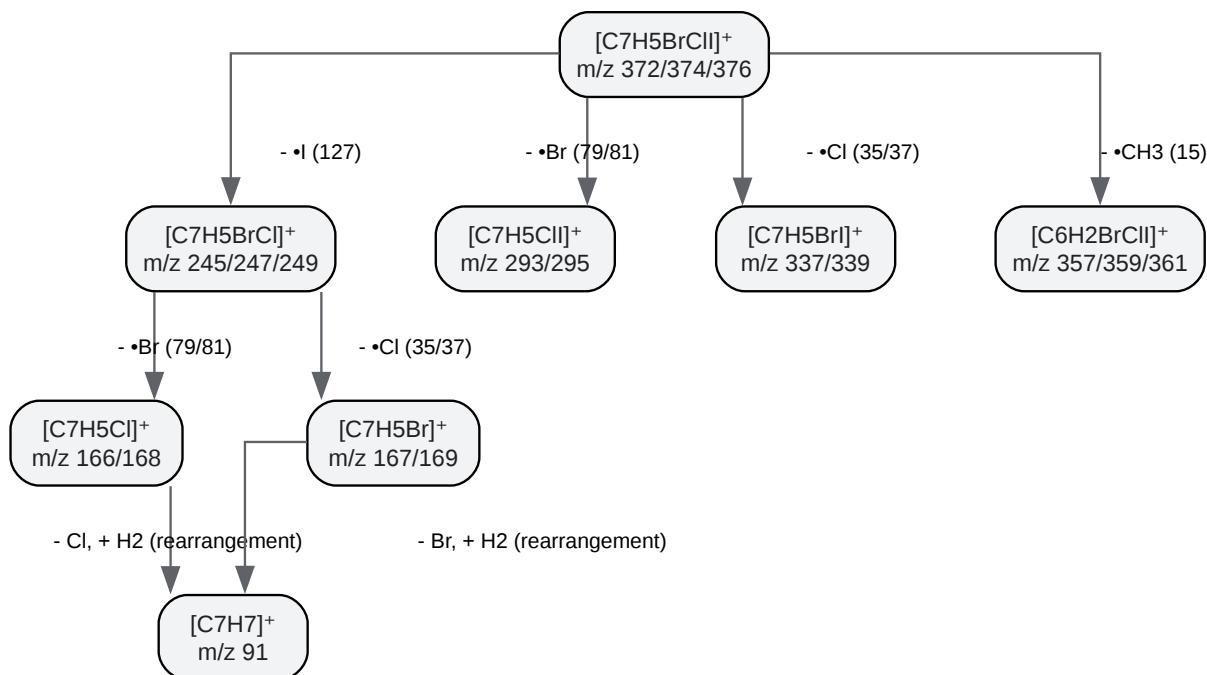 [C7H5BrClI]⁺
m/z 372/374/376
- •I (127)
- •Br (79/81)
- •Cl (35/37)
- •CH3 (15)
[C7H5BrCl]⁺
m/z 245/247/249
[C7H5ClI]⁺
m/z 293/295
[C7H5BrI]⁺
m/z 337/339
[C6H2BrClI]⁺
m/z 357/359/361
- •Br (79/81)
- •Cl (35/37)
[C7H5Cl]⁺
m/z 166/168
[C7H5Br]⁺
m/z 167/169
- Cl, + H2 (rearrangement)
- Br, + H2 (rearrangement)
[C7H7]⁺
m/z 91